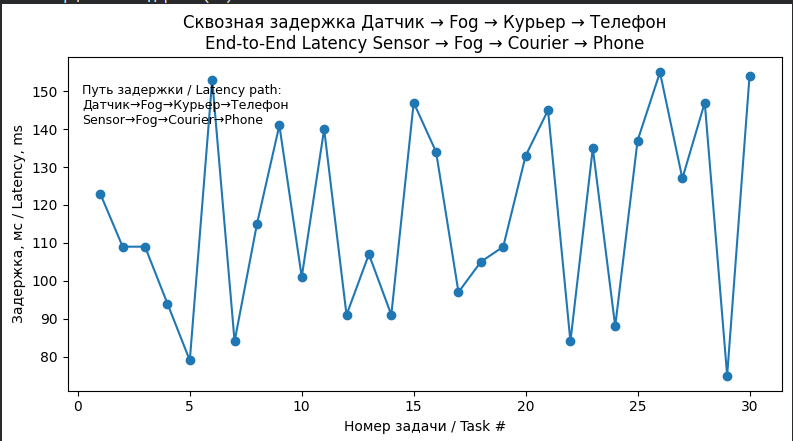 Сквозная задержка Датчик → Fog → Курьер → Телефон
End-to-End Latency Sensor → Fog → Courier → Phone
Путь задержки / Latency path:
Датчик→Fog→Курьер→Телефон
Sensor→Fog→Courier→Phone
Задержка, мс / Latency, ms
150
140
130
120
110
100
90
80
0 5 10 15 20 25 30
Номер задачи / Task #